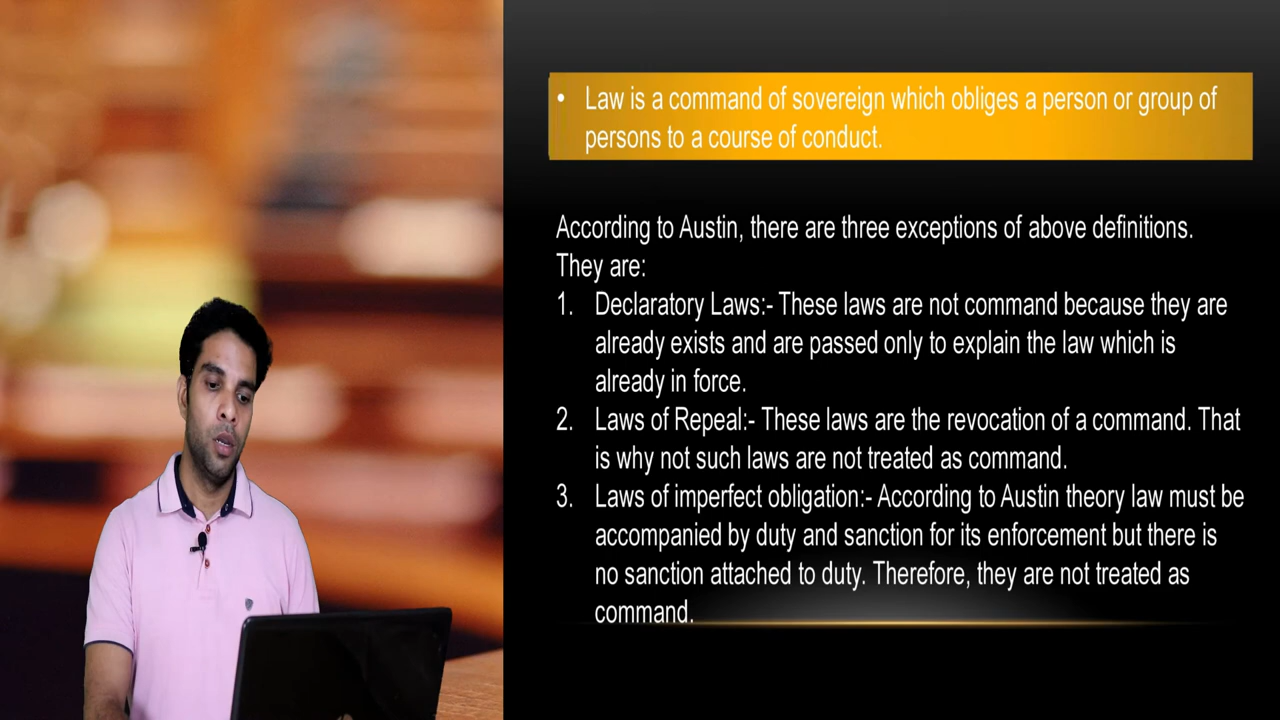 • Law is a command of sovereign which obliges a person or group of
persons to a course of conduct.
According to Austin, there are three exceptions of above definitions.
They are:
1. Declaratory Laws:- These laws are not command because they are
already exists and are passed only to explain the law which is
already in force.
2. Laws of Repeal:- These laws are the revocation of a command. That
is why not such laws are not treated as command.
3. Laws of imperfect obligation:- According to Austin theory law must be
accompanied by duty and sanction for its enforcement but there is
no sanction attached to duty. Therefore, they are not treated as
command.